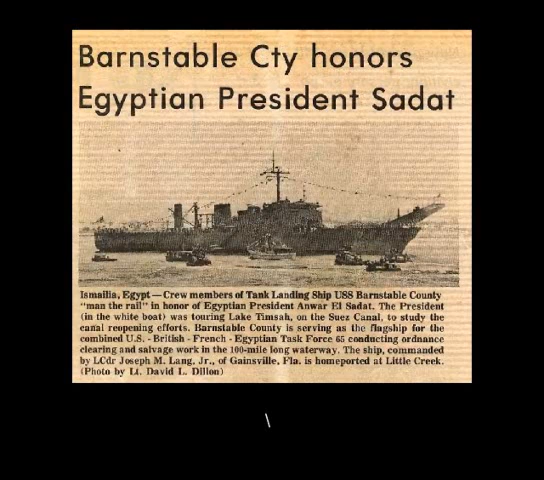 Barnstable Cty honors
Egyptian President Sadat
Ismailia, Egypt — Crew members of Tank Landing Ship USS Barnstable County
"man the rail" in honor of Egyptian President Anwar El Sadat. The President
(in the white boat) was touring Lake Timsah, on the Suez Canal, to study the
canal reopening efforts. Barnstable County is serving as the flagship for the
combined U.S. - British - French - Egyptian Task Force 65 conducting ordnance
clearing and salvage work in the 100-mile long waterway. The ship, commanded
by LCdr Joseph M. Lang, Jr., of Gainsville, Fla. is homeported at Little Creek.
(Photo by Lt. David L. Dillon)
\